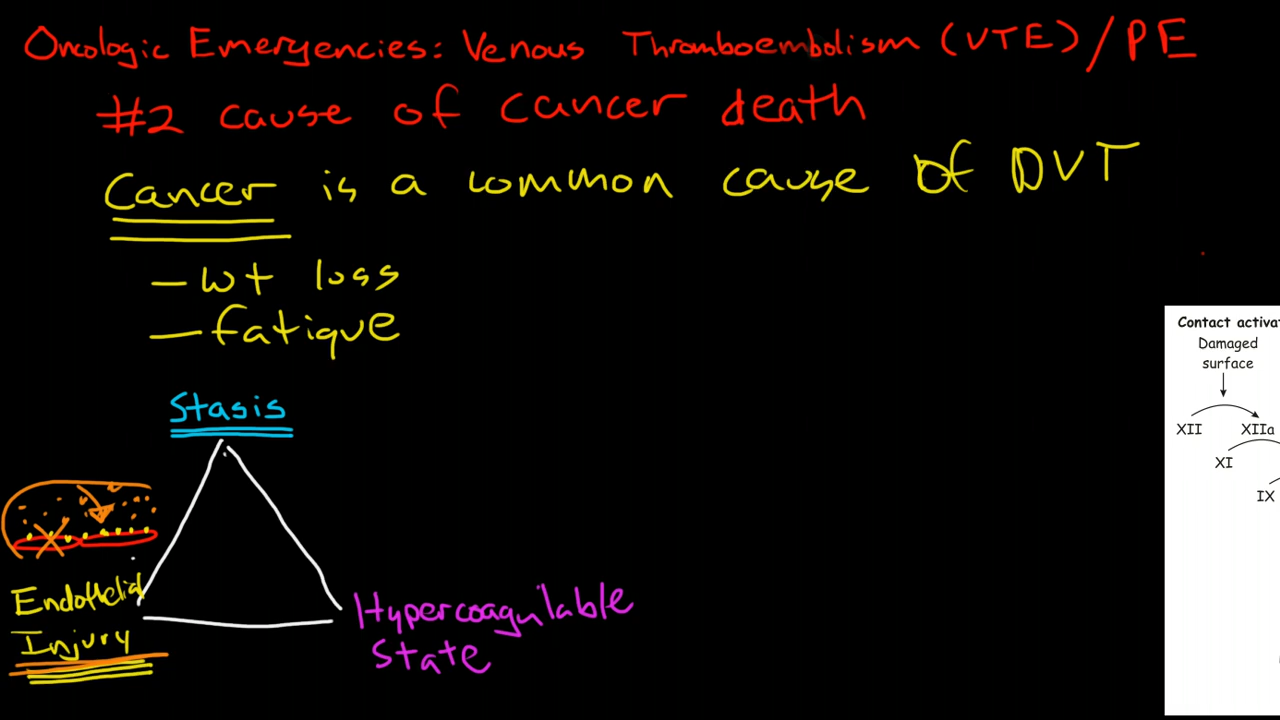 Oncologic Emergencies: Venous Thromboembolism (VTE)/PE
#2 cause of cancer death
Cancer is a common cause of DVT
- wt loss
- fatigue
Stasis
Endothelial
Injury
Hypercoagulable
State
Contact activa
Damaged
surface
XII XIIa
XI
IX